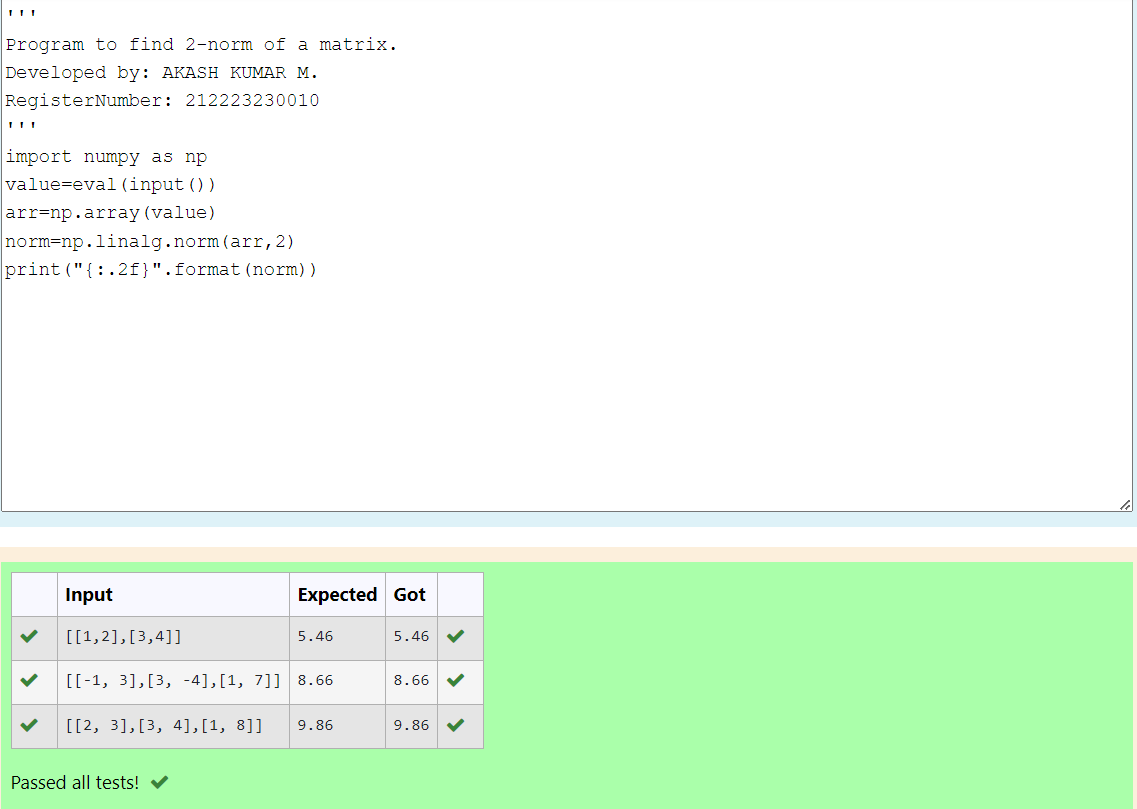 '''
Program to find 2-norm of a matrix.
Developed by: AKASH KUMAR M.
RegisterNumber: 212223230010
'''
import numpy as np
value=eval(input())
arr=np.array(value)
norm=np.linalg.norm(arr,2)
print("{:.2f}".format(norm))
Input Expected Got
[[1,2],[3,4]] 5.46 5.46
[[-1, 3],[3, -4],[1, 7]] 8.66 8.66
[[2, 3],[3, 4],[1, 8]] 9.86 9.86
Passed all tests!